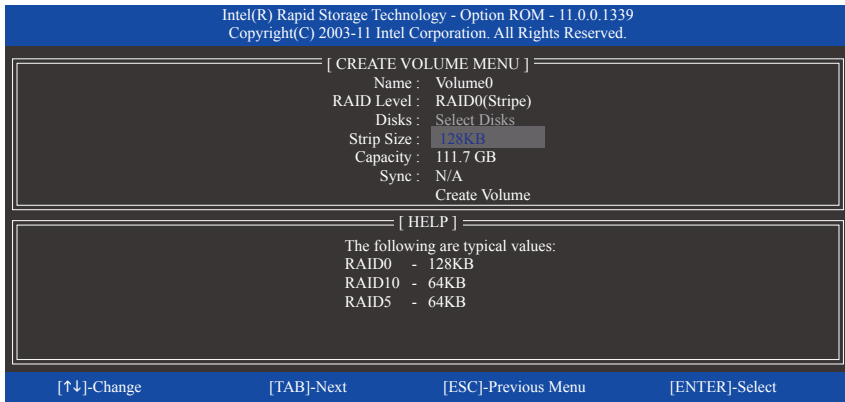 Intel(R) Rapid Storage Technology - Option ROM - 11.0.0.1339
Copyright(C) 2003-11 Intel Corporation. All Rights Reserved.
[ CREATE VOLUME MENU ]
Name : Volume0
RAID Level : RAID0(Stripe)
Disks : Select Disks
Strip Size : 128KB
Capacity : 111.7 GB
Sync : N/A
Create Volume
[ HELP ]
The following are typical values:
RAID0 - 128KB
RAID10 - 64KB
RAID5 - 64KB
[↑↓]-Change [TAB]-Next [ESC]-Previous Menu [ENTER]-Select